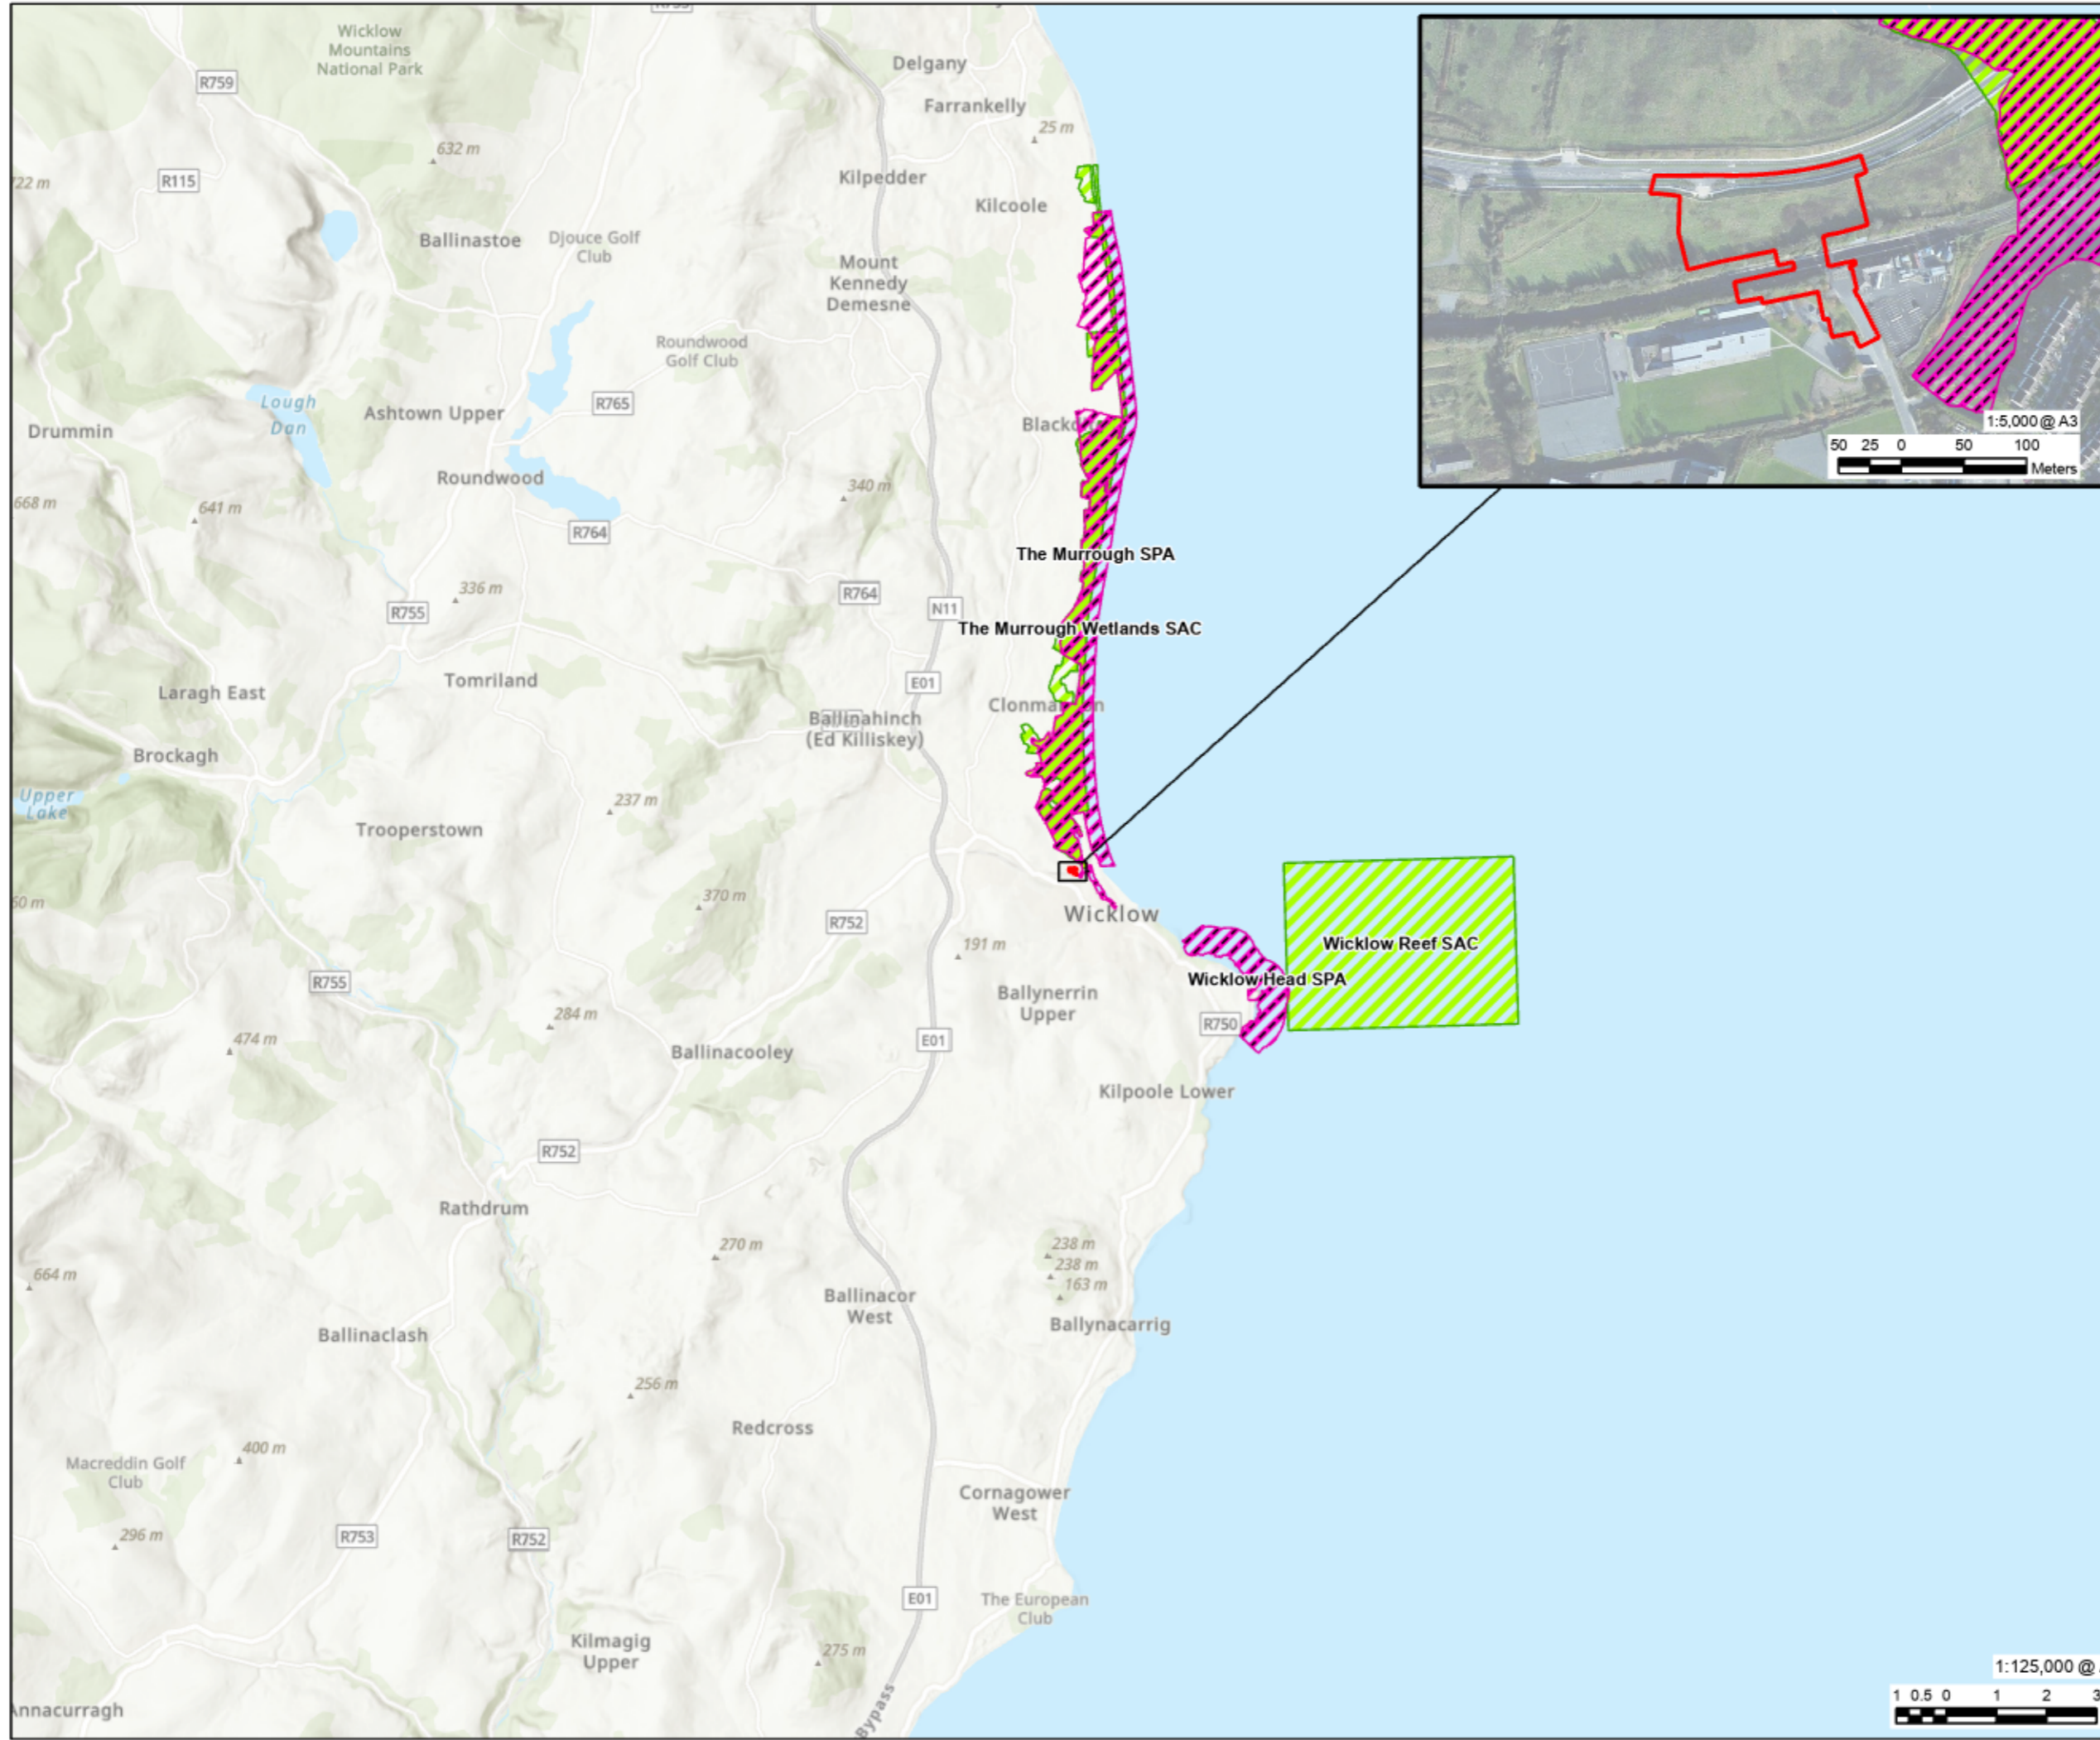 Wicklow
Mountains
National Park
R759
Delgany
Farrankelly
25 m
632 m
R115
Kilpedder
Kilcoole
Ballinastoe
Djouce Golf
Club
Mount
Kennedy
Demesne
Roundwood
Golf Club
Lough
Dan
R765
Ashtown Upper
Drummin
Roundwood
340 m
668 m
641 m
R764
The Murrough SPA
336 m
R764
R755
N11
The Murrough Wetlands SAC
Tomriland
E01
Laragh East
Ballinahinch
(Ed Killiskey)
Brockagh
Upper
Lake
237 m
Trooperstown
370 m
R752
Wicklow
191 m
Wicklow Reef SAC
Wicklow Head SPA
R755
Ballynerrin
Upper
284 m
R750
474 m
E01
Ballinacooley
Kilpoole Lower
R752
Rathdrum
270 m
238 m
238 m
163 m
664 m
Ballinacor
West
Ballinaclash
Ballynacarrig
256 m
Redcross
400 m
Macreddin Golf
Club
Cornagower
West
296 m
R753
R752
E01
The European
Club
Kilmagig
Upper
275 m
Bypass
1:5,000 @ A3
50 25 0 50 100
Meters
1:125,000 @
1 0.5 0 1 2 3